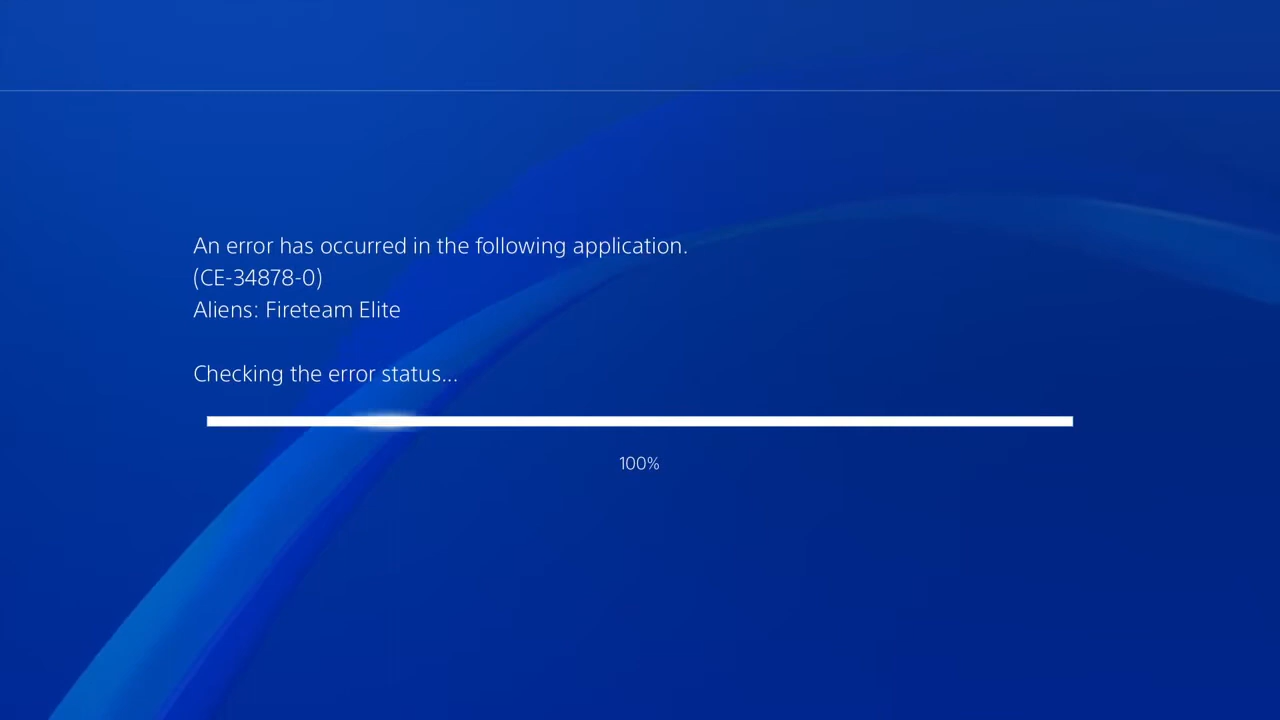 An error has occurred in the following application.
(CE-34878-0)
Aliens: Fireteam Elite
Checking the error status...
100%